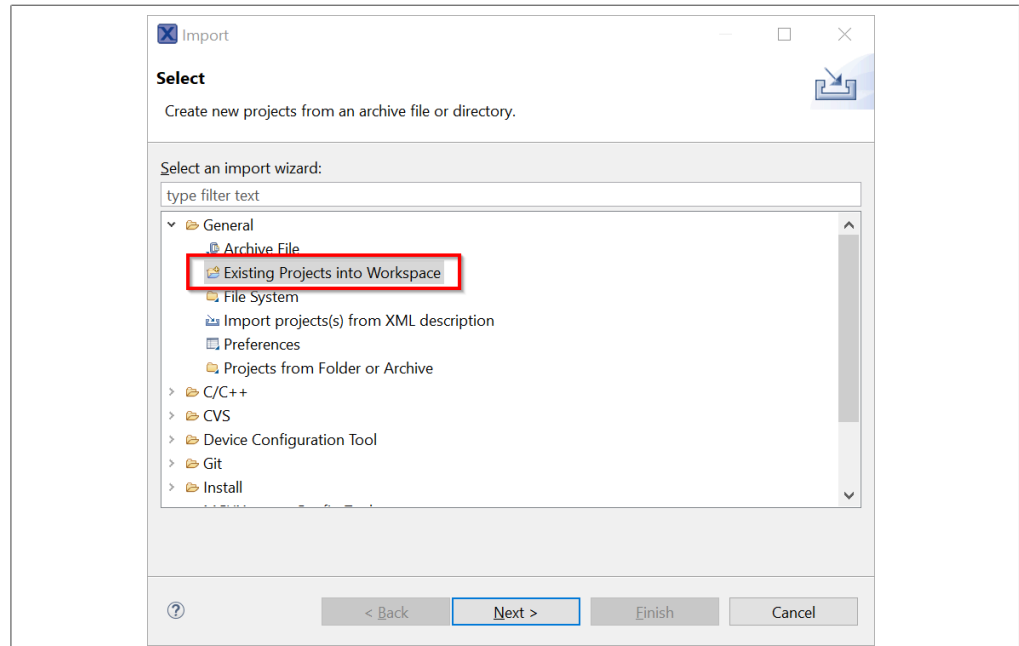 Import
Select
Create new projects from an archive file or directory.
Select an import wizard:
type filter text
General
Archive File
Existing Projects into Workspace
File System
Import projects(s) from XML description
Preferences
Projects from Folder or Archive
C/C++
CVS
Device Configuration Tool
Git
Install
< Back Next > Finish Cancel